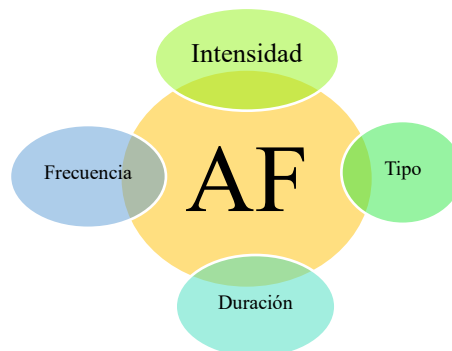 Intensidad
Frecuencia
AF
Tipo
Duración